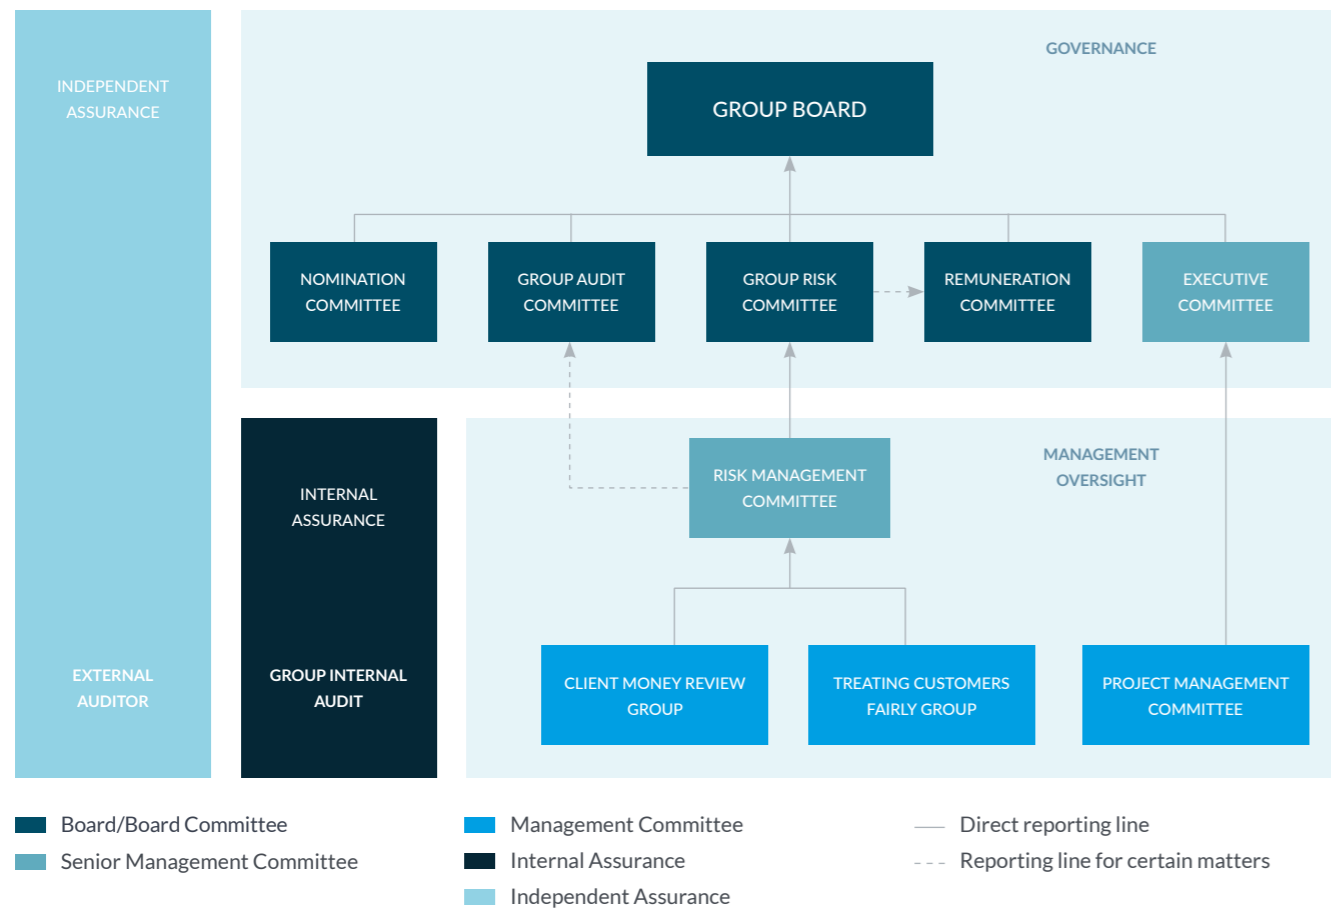 INDEPENDENT
ASSURANCE
EXTERNAL
AUDITOR
GOVERNANCE
GROUP BOARD
NOMINATION
COMMITTEE
GROUP AUDIT
COMMITTEE
GROUP RISK
COMMITTEE
REMUNERATION
COMMITTEE
EXECUTIVE
COMMITTEE
INTERNAL
ASSURANCE
GROUP INTERNAL
AUDIT
MANAGEMENT
OVERSIGHT
RISK MANAGEMENT
COMMITTEE
CLIENT MONEY REVIEW
GROUP
TREATING CUSTOMERS
FAIRLY GROUP
PROJECT MANAGEMENT
COMMITTEE
Board/Board Committee
Senior Management Committee
Management Committee
Internal Assurance
Independent Assurance
Direct reporting line
Reporting line for certain matters